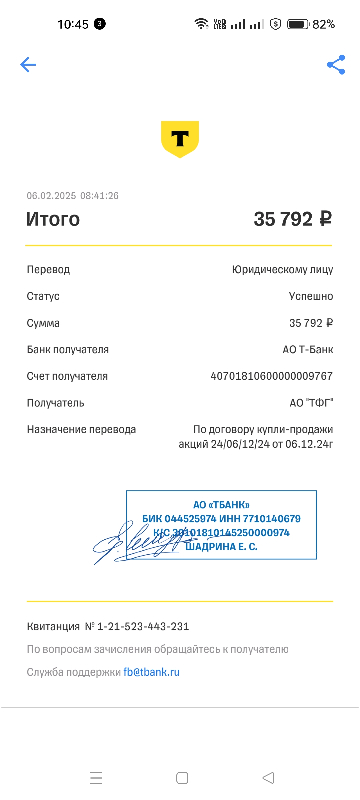 10:45 3 82%
06.02.2025 08:41:26
Итого 35 792 ₽
Перевод Юридическому лицу
Статус Успешно
Сумма 35 792 ₽
Банк получателя АО Т-Банк
Счет получателя 40701810600000009767
Получатель АО "ТФГ"
Назначение перевода По договору купли-продажи
акций 24/06/12/24 от 06.12.24г
АО «ТБАНК»
БИК 044525974 ИНН 7710140679
К/С 30101810145250000974
ШАДРИНА Е. С.
Квитанция № 1-21-523-443-231
По вопросам зачисления обращайтесь к получателю
Служба поддержки fb@tbank.ru